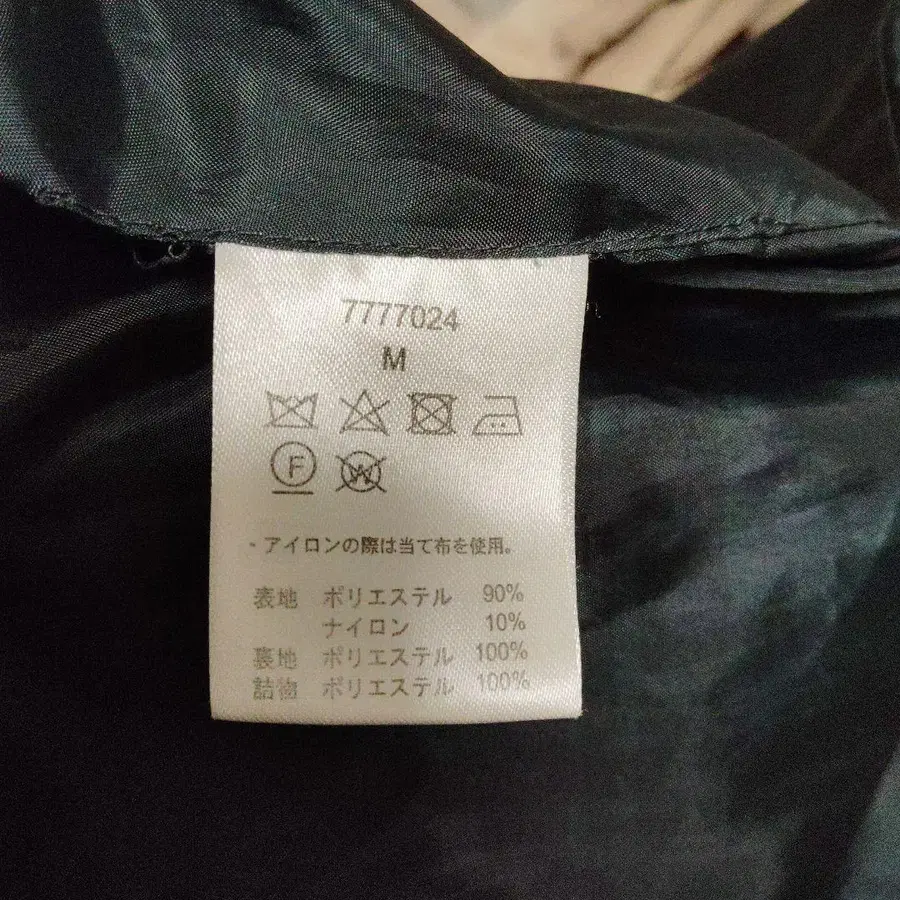 7777024
M
F W
・アイロンの際は当て布を使用。
表地 ポリエステル 90%
ナイロン 10%
裏地 ポリエステル 100%
詰物 ポリエステル 100%